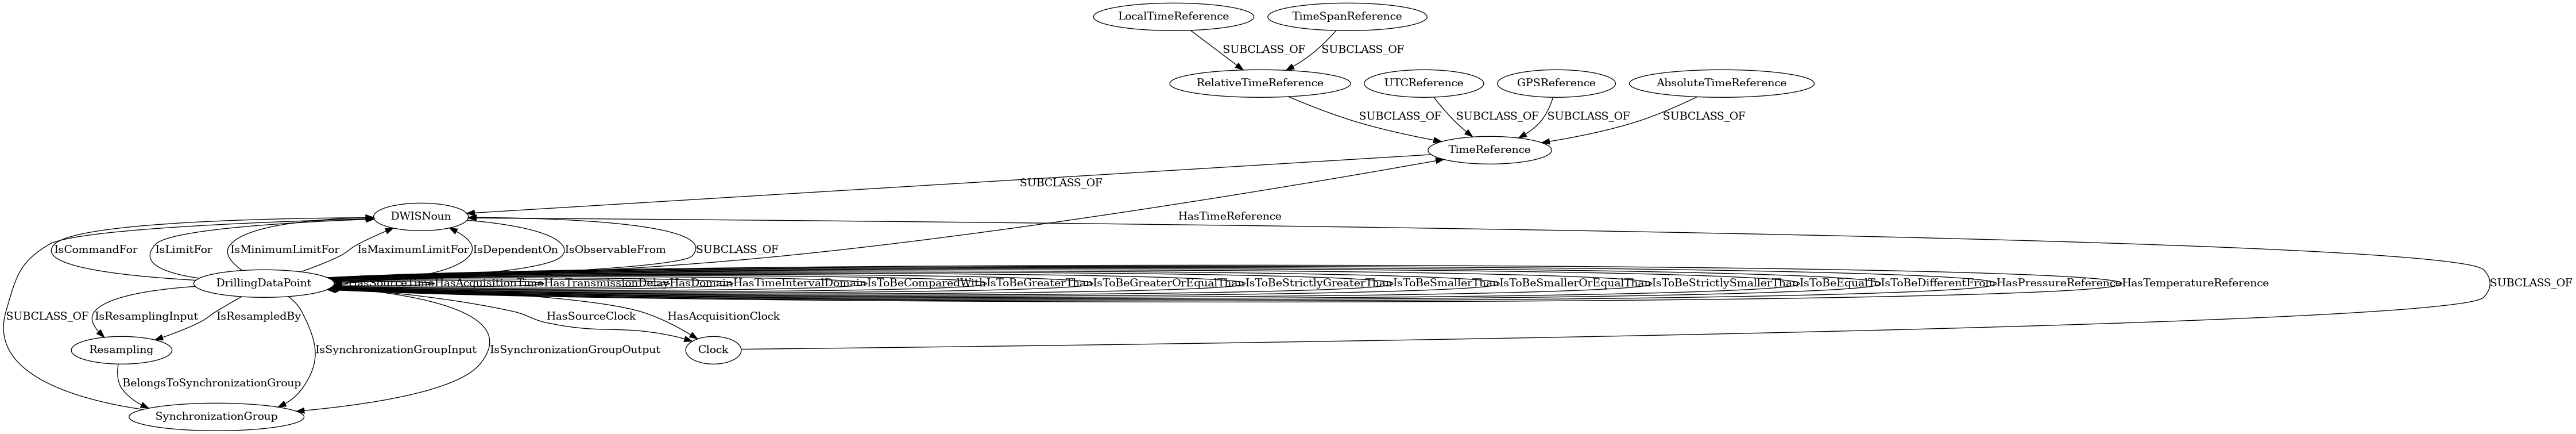 LocalTimeReference
TimeSpanReference
SUBCLASS_OF
SUBCLASS_OF
RelativeTimeReference
UTCReference
GPSReference
AbsoluteTimeReference
SUBCLASS_OF
SUBCLASS_OF
SUBCLASS_OF
SUBCLASS_OF
TimeReference
SUBCLASS_OF
DWISNoun
HasTimeReference
IsCommandFor
IsLimitFor
IsMinimumLimitFor
IsMaximumLimitFor
IsDependentOn
IsObservableFrom
SUBCLASS_OF
DrillingDataPoint
HasSourceTime
HasAcquisitionTime
HasTransmissionDelay
HasDomain
HasTimeIntervalDomain
IsToBeComparedWith
IsToBeGreaterThan
IsToBeGreaterOrEqualThan
IsToBeStrictlyGreaterThan
IsToBeSmallerThan
IsToBeSmallerOrEqualThan
IsToBeStrictlySmallerThan
IsToBeEqualTo
IsToBeDifferentFrom
HasPressureReference
HasTemperatureReference
SUBCLASS_OF
SUBCLASS_OF
IsResamplingInput
IsResampledBy
HasSourceClock
HasAcquisitionClock
Resampling
IsSynchronizationGroupInput
IsSynchronizationGroupOutput
Clock
BelongsToSynchronizationGroup
SynchronizationGroup